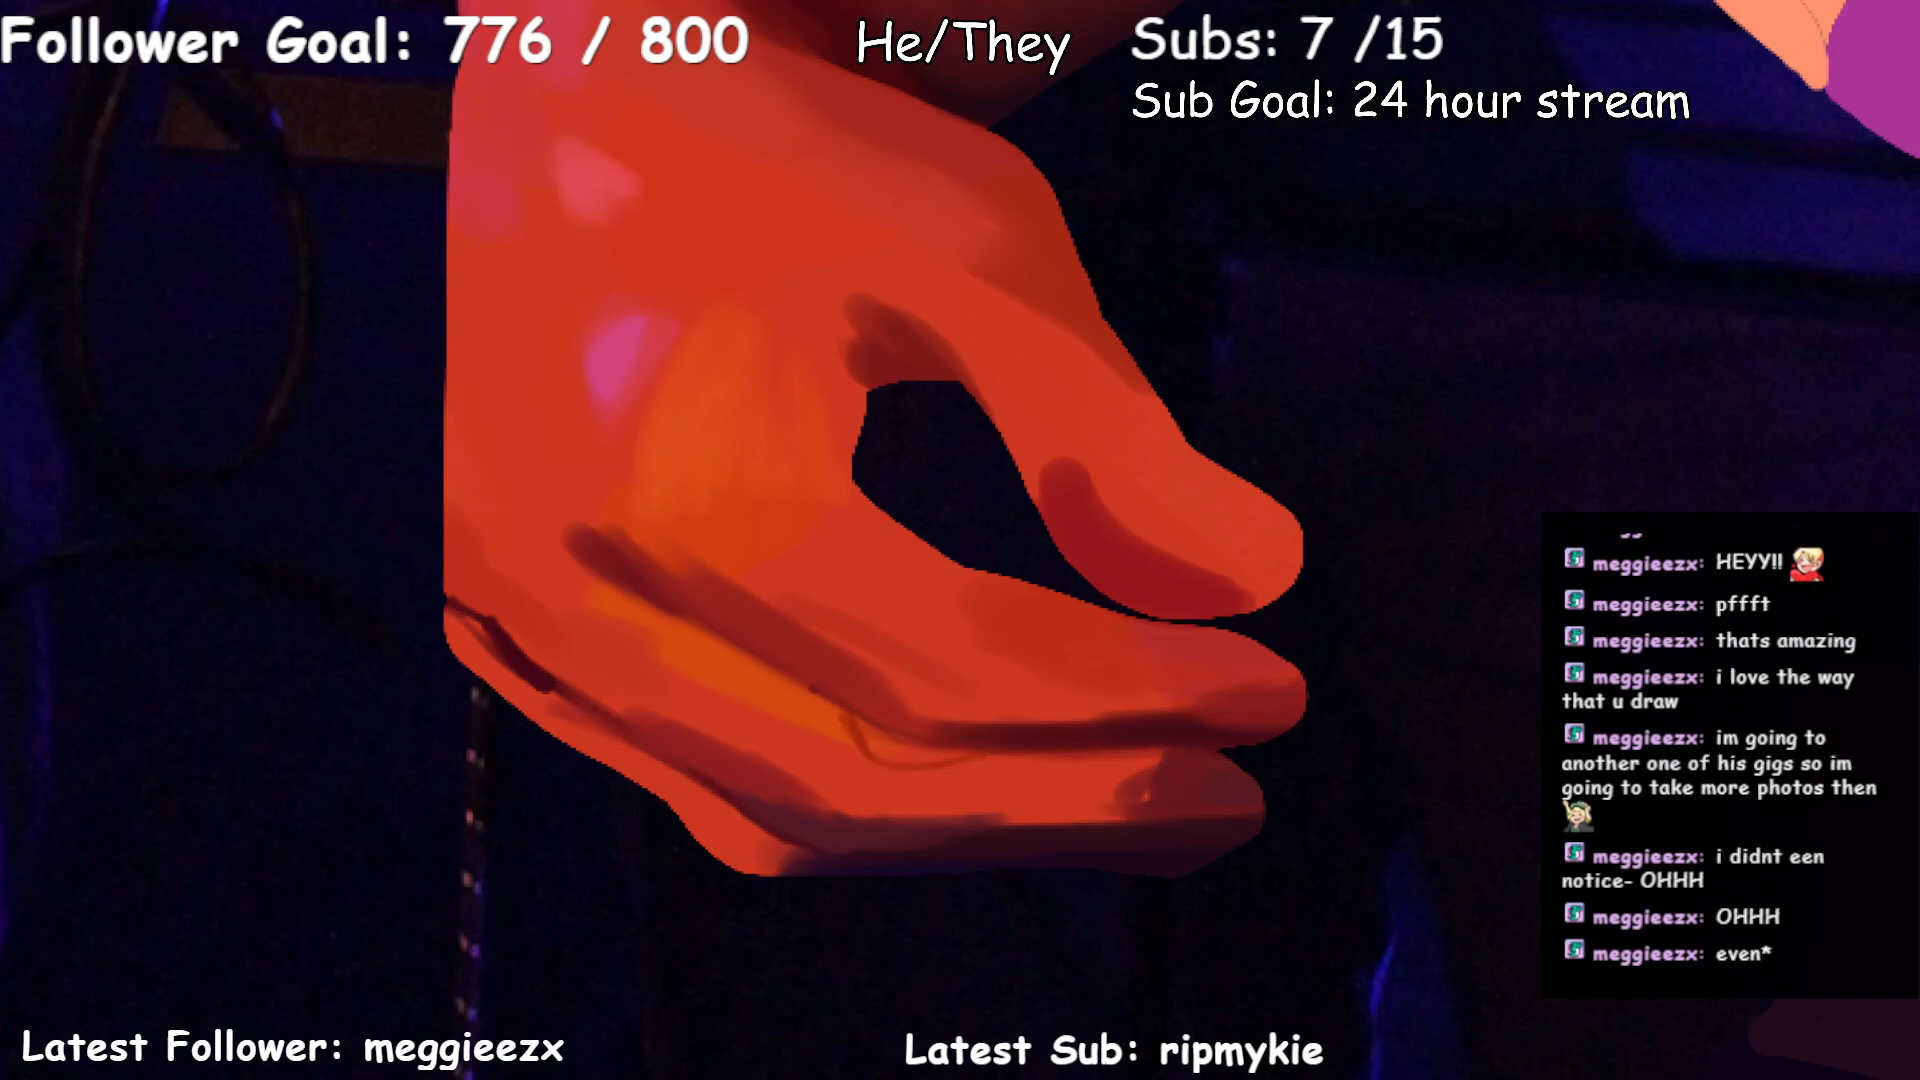 Follower Goal: 776 / 800
He/They
Subs: 7 /15
Sub Goal: 24 hour stream
meggieezx: HEYY!!
meggieezx: pffft
meggieezx: thats amazing
meggieezx: i love the way
that u draw
meggieezx: im going to
another one of his gigs so im
going to take more photos then
meggieezx: i didnt een
notice- OHHH
meggieezx: OHHH
meggieezx: even*
Latest Follower: meggieezx
Latest Sub: ripmykie